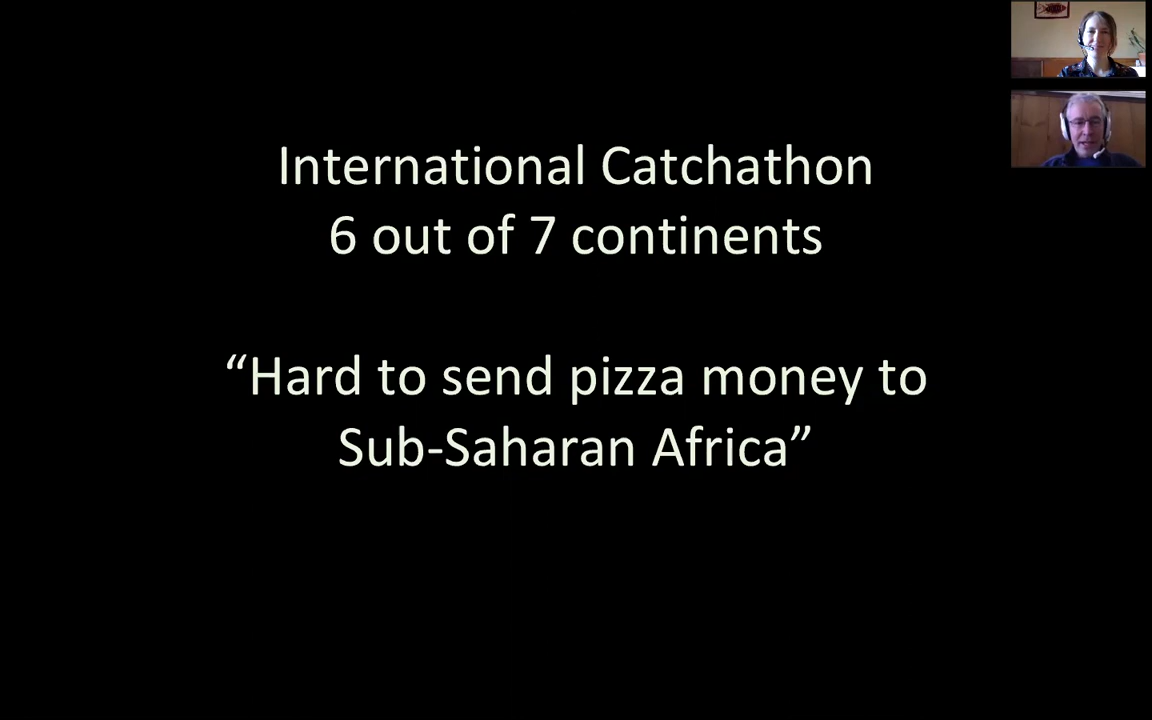 International Catchathon
6 out of 7 continents
“Hard to send pizza money to
Sub-Saharan Africa”